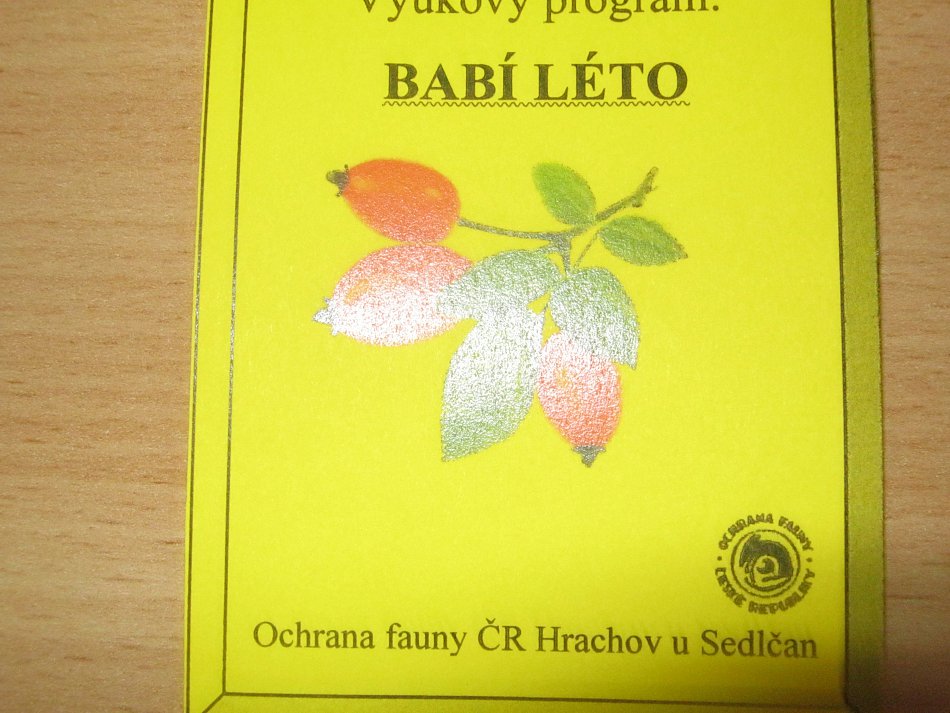 Výukový program:
BABÍ LÉTO
OCHRANA FAUNY
ČESKÉ REPUBLIKY
Ochrana fauny ČR Hrachov u Sedlčan